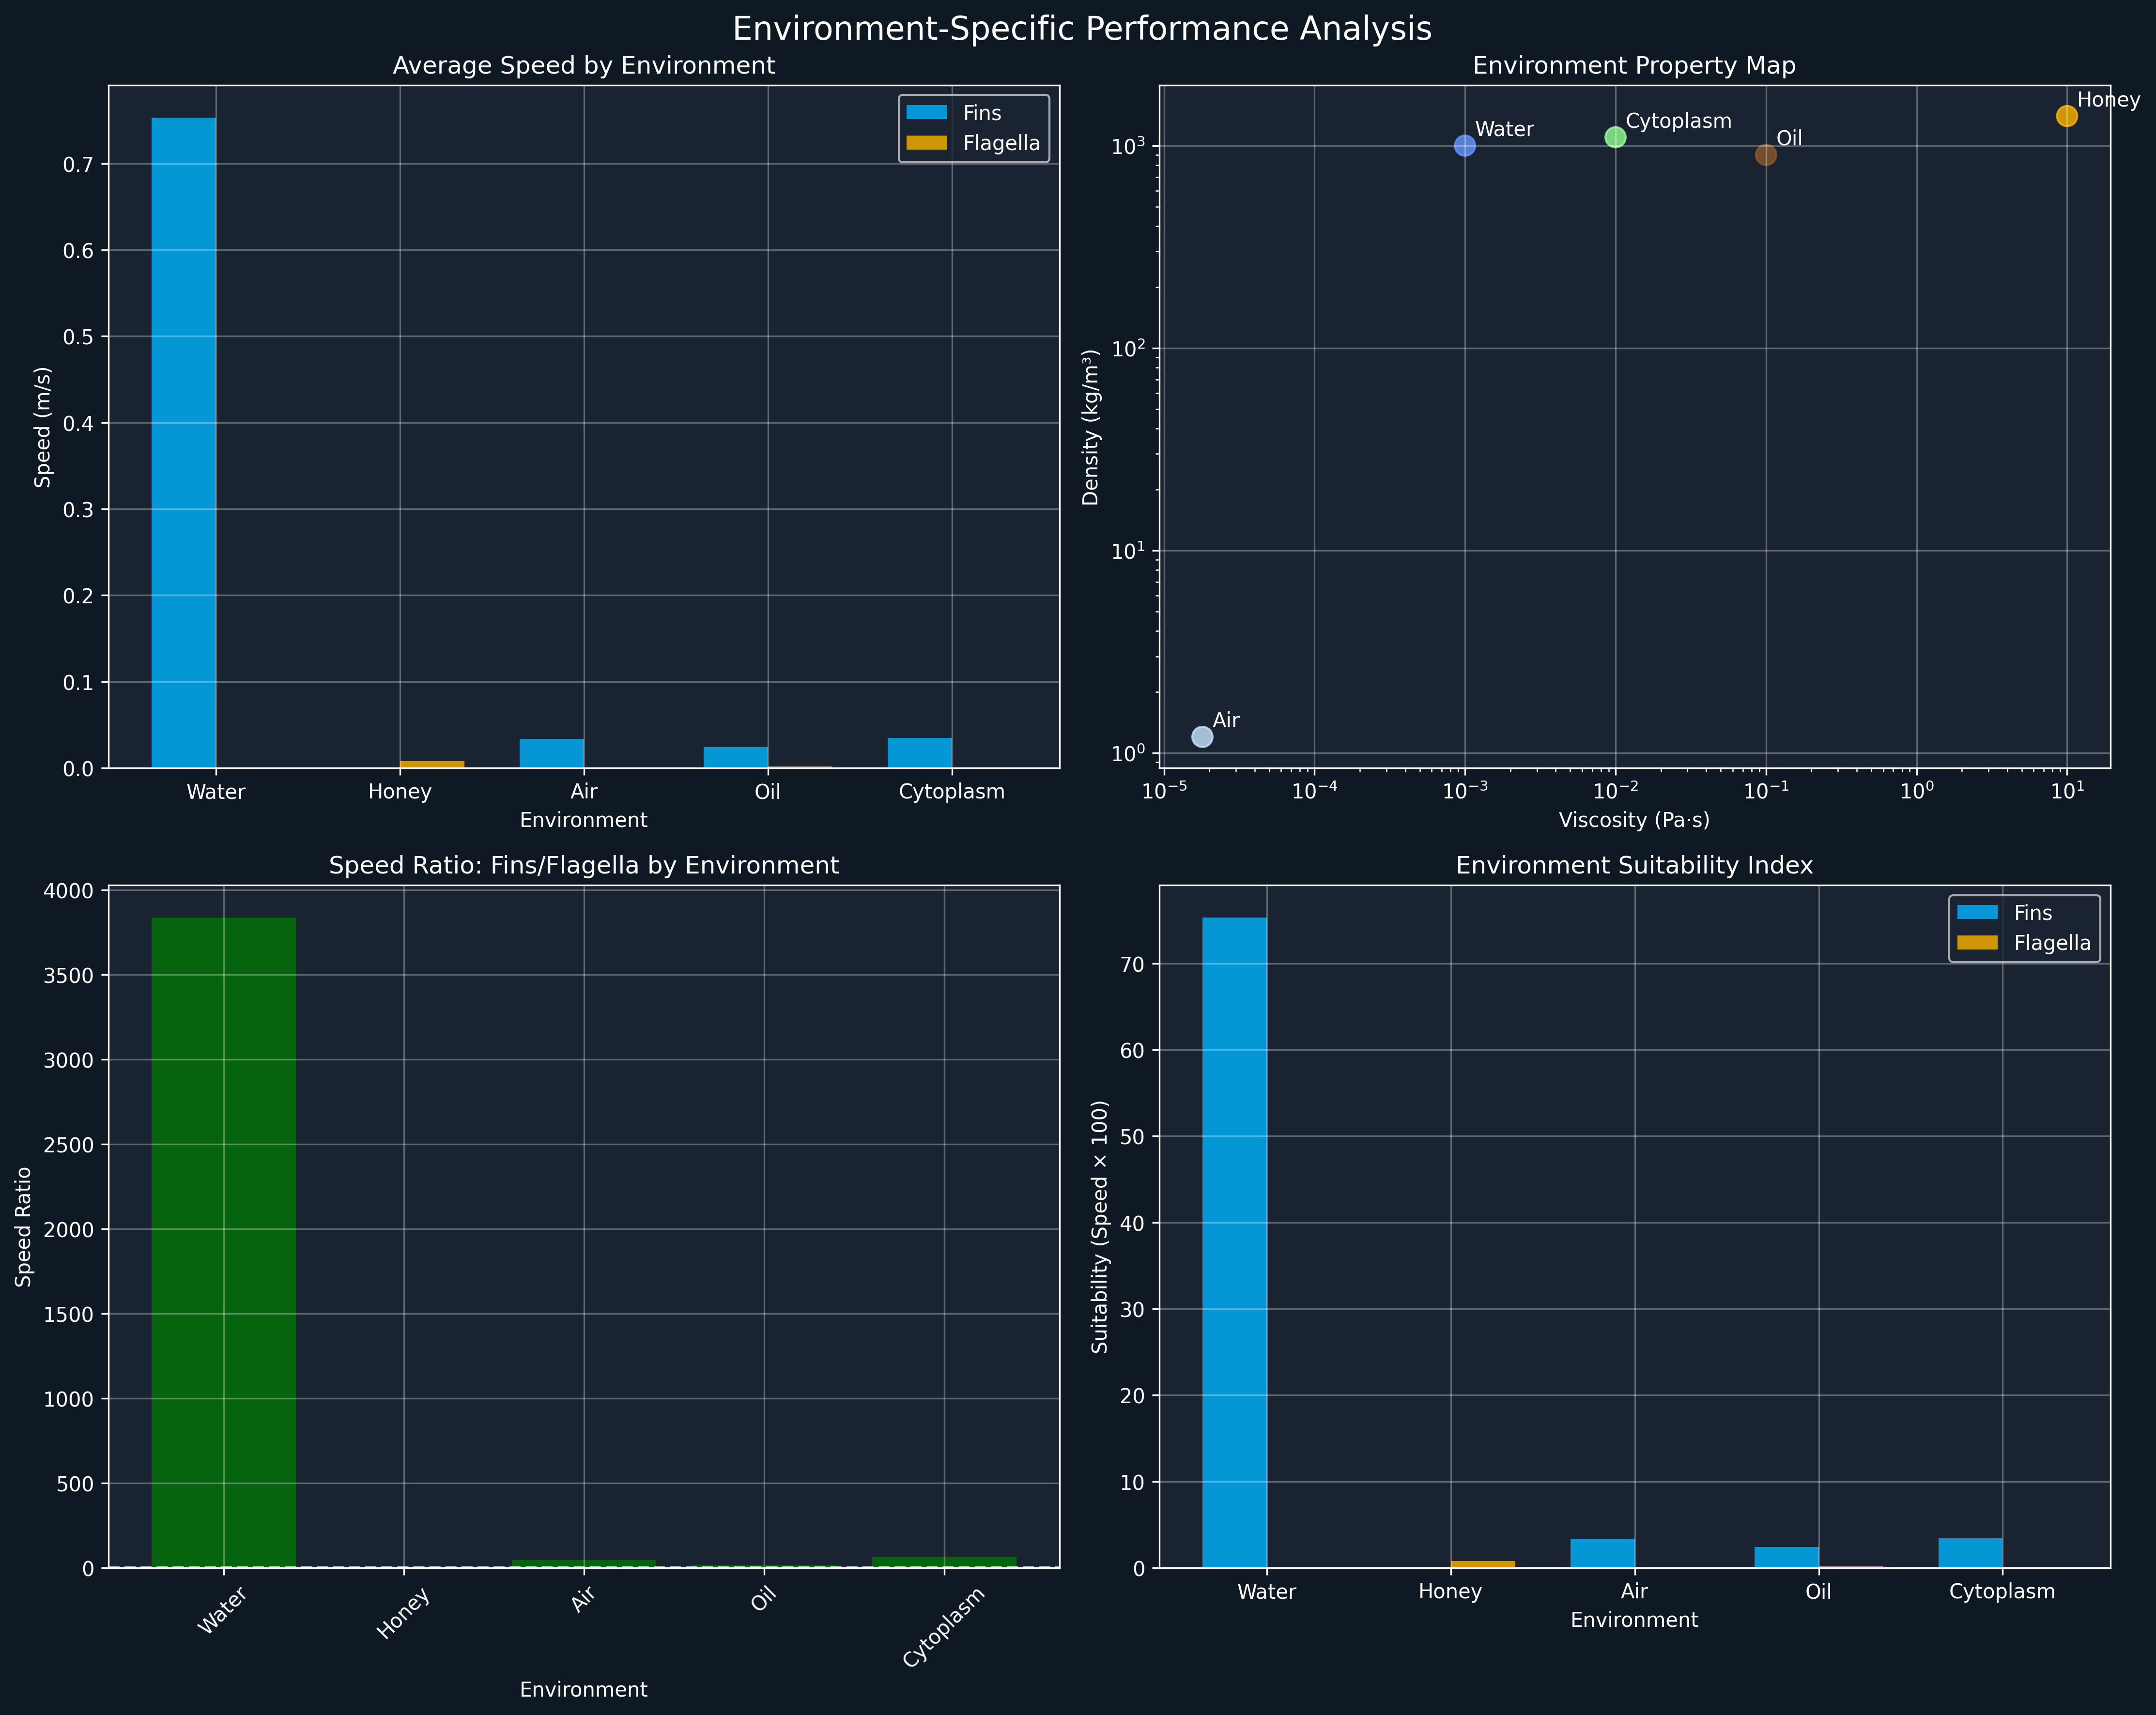 Environment-Specific Performance Analysis
Average Speed by Environment
Fins
Flagella
0.7
0.6
0.5
0.4
0.3
0.2
0.1
0.0
Speed (m/s)
Water Honey Air Oil Cytoplasm
Environment
Environment Property Map
Honey
Cytoplasm
Water
Oil
Air
10³
10²
10¹
10⁰
Density (kg/m³)
10⁻⁵ 10⁻⁴ 10⁻³ 10⁻² 10⁻¹ 10⁰ 10¹
Viscosity (Pa·s)
Speed Ratio: Fins/Flagella by Environment
4000
3500
3000
2500
2000
1500
1000
500
0
Speed Ratio
Water Honey Air Oil Cytoplasm
Environment
Environment Suitability Index
Fins
Flagella
70
60
50
40
30
20
10
0
Suitability (Speed × 100)
Water Honey Air Oil Cytoplasm
Environment